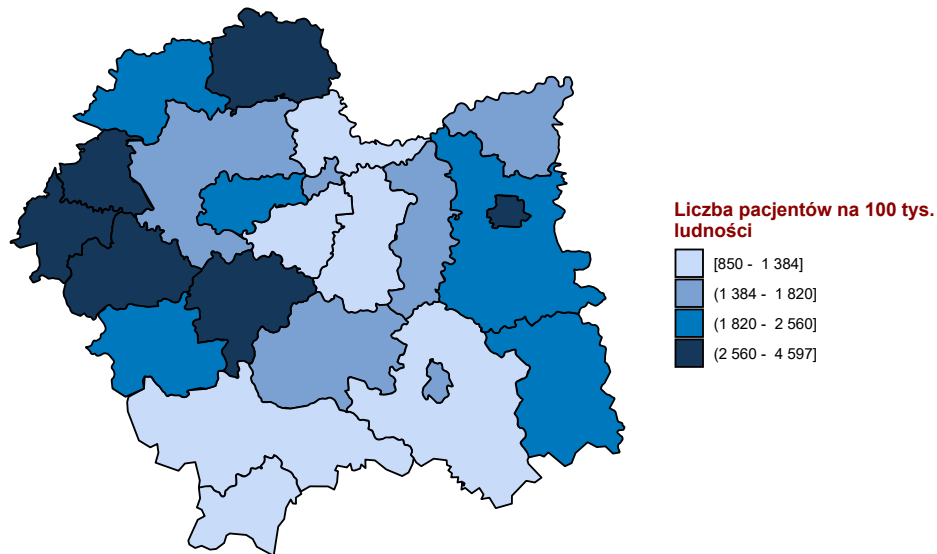 Liczba pacjentów na 100 tys.
ludności
[850 - 1 384]
(1 384 - 1 820]
(1 820 - 2 560]
(2 560 - 4 597]